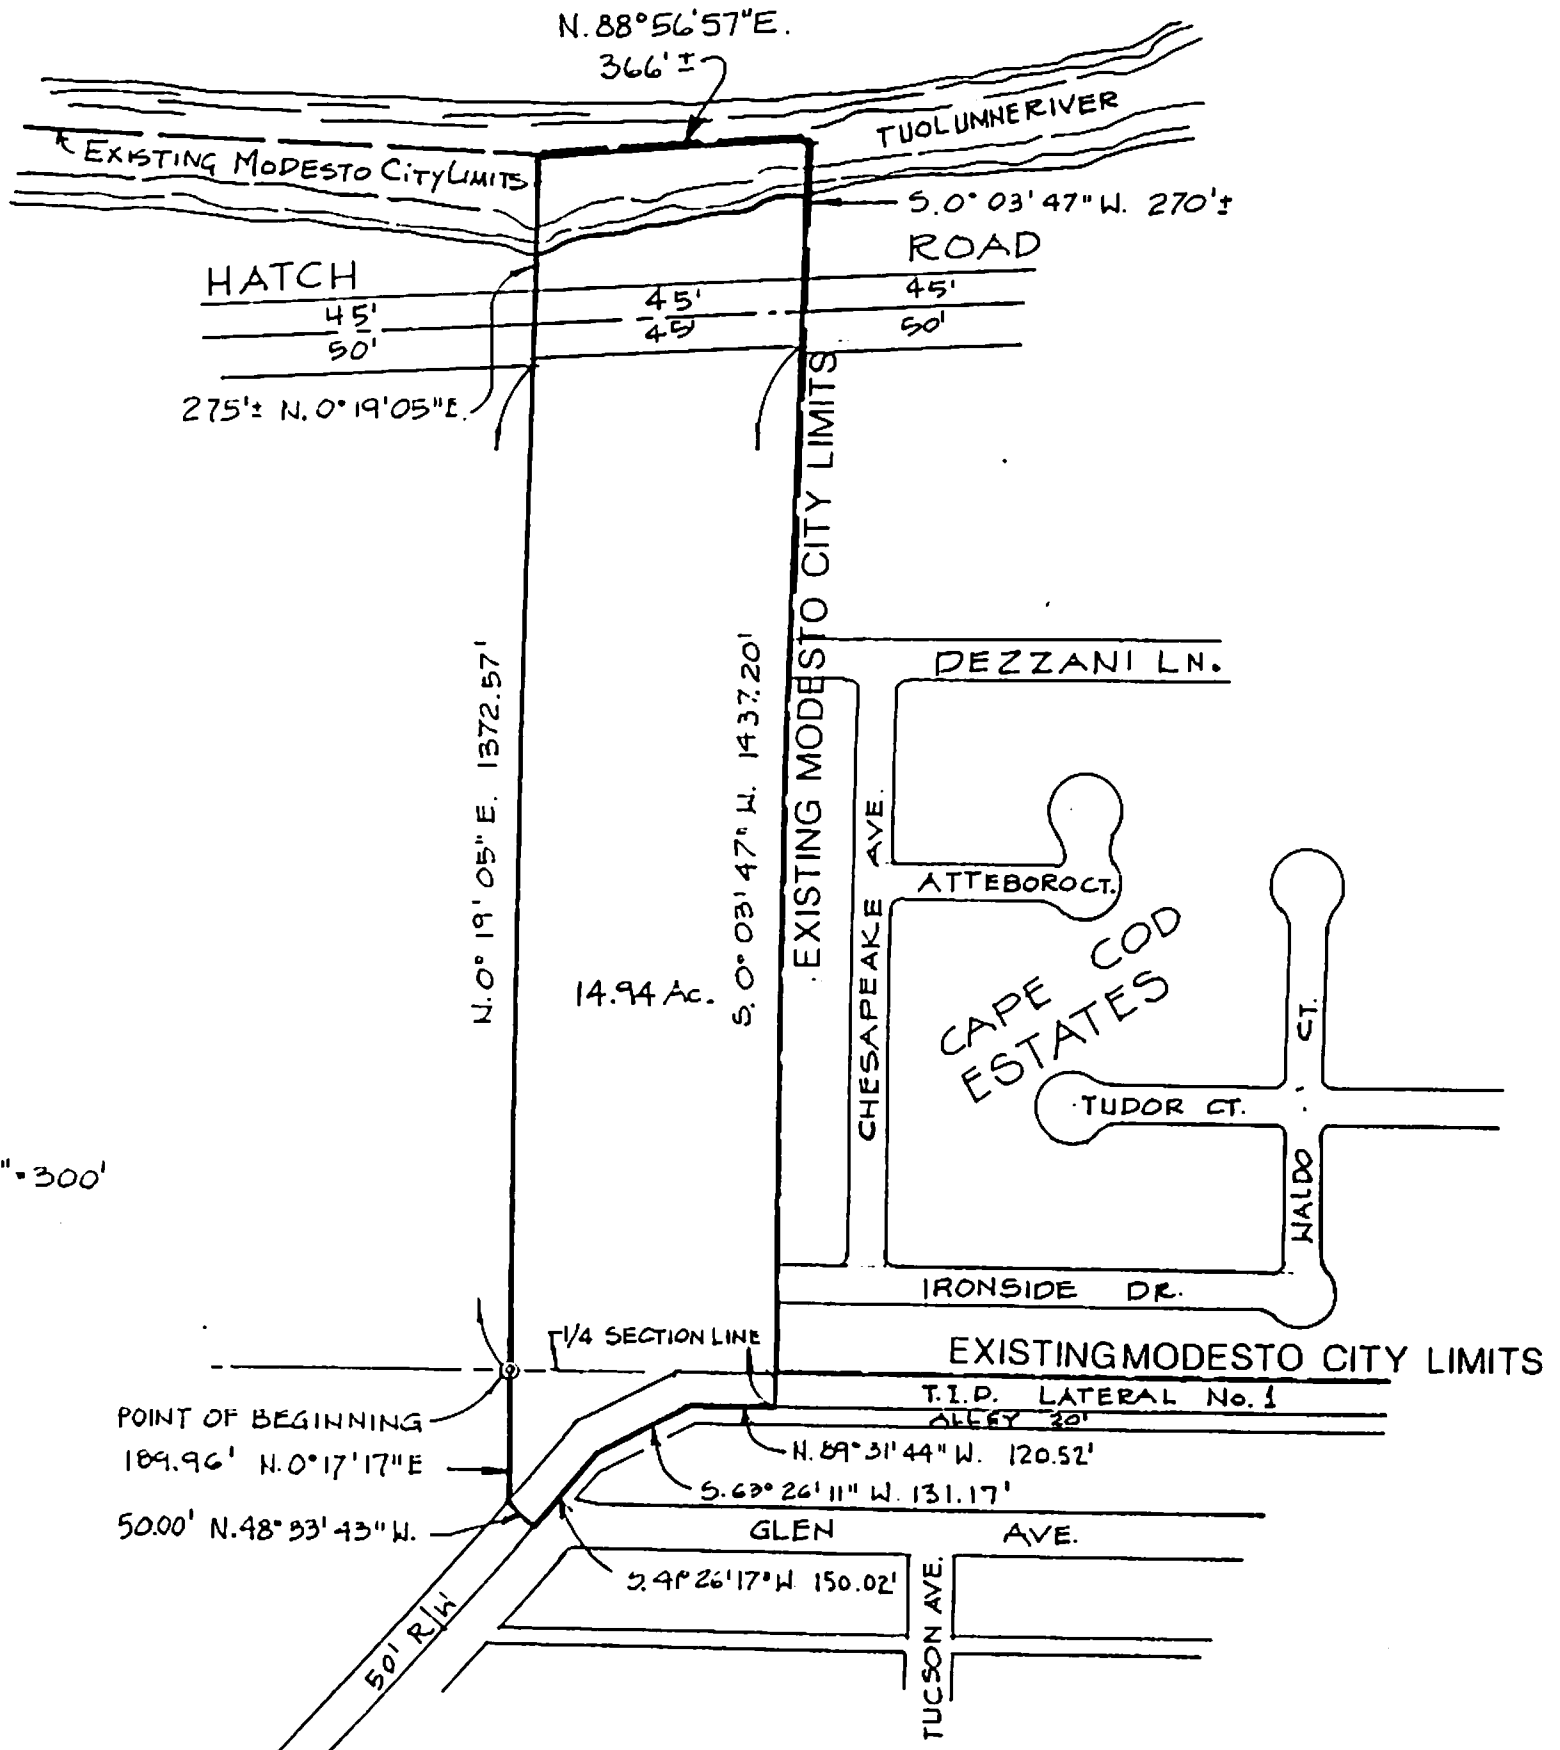 N. 88°56'57"E.
366'±
TUOLUMNE RIVER
EXISTING MODESTO CITY LIMITS
S. 0° 03' 47" W. 270'±
HATCH
ROAD
45'
45'
45'
50'
45'
50'
275'± N. 0° 19' 05" E.
EXISTING MODESTO CITY LIMITS
N. 0° 19' 05" E. 1372.57'
S. 0° 03' 47" W. 1437.20'
DEZZANI LN.
CHESAPEAKE AVE.
ATTEBORO CT.
CAPE COD
ESTATES
14.94 Ac.
WALDO CT.
TUDOR CT.
"=300'
IRONSIDE DR.
1/4 SECTION LINE
EXISTING MODESTO CITY LIMITS
T.I.D. LATERAL No. 1
ALLEY 20'
POINT OF BEGINNING
189.96' N. 0° 17' 17" E
N. 89° 31' 44" W. 120.52'
S. 63° 26' 11" W. 131.17'
50.00' N. 48° 33' 43" W.
GLEN AVE.
S. 41° 26' 17" W 150.02'
50' R/W
TUCSON AVE.